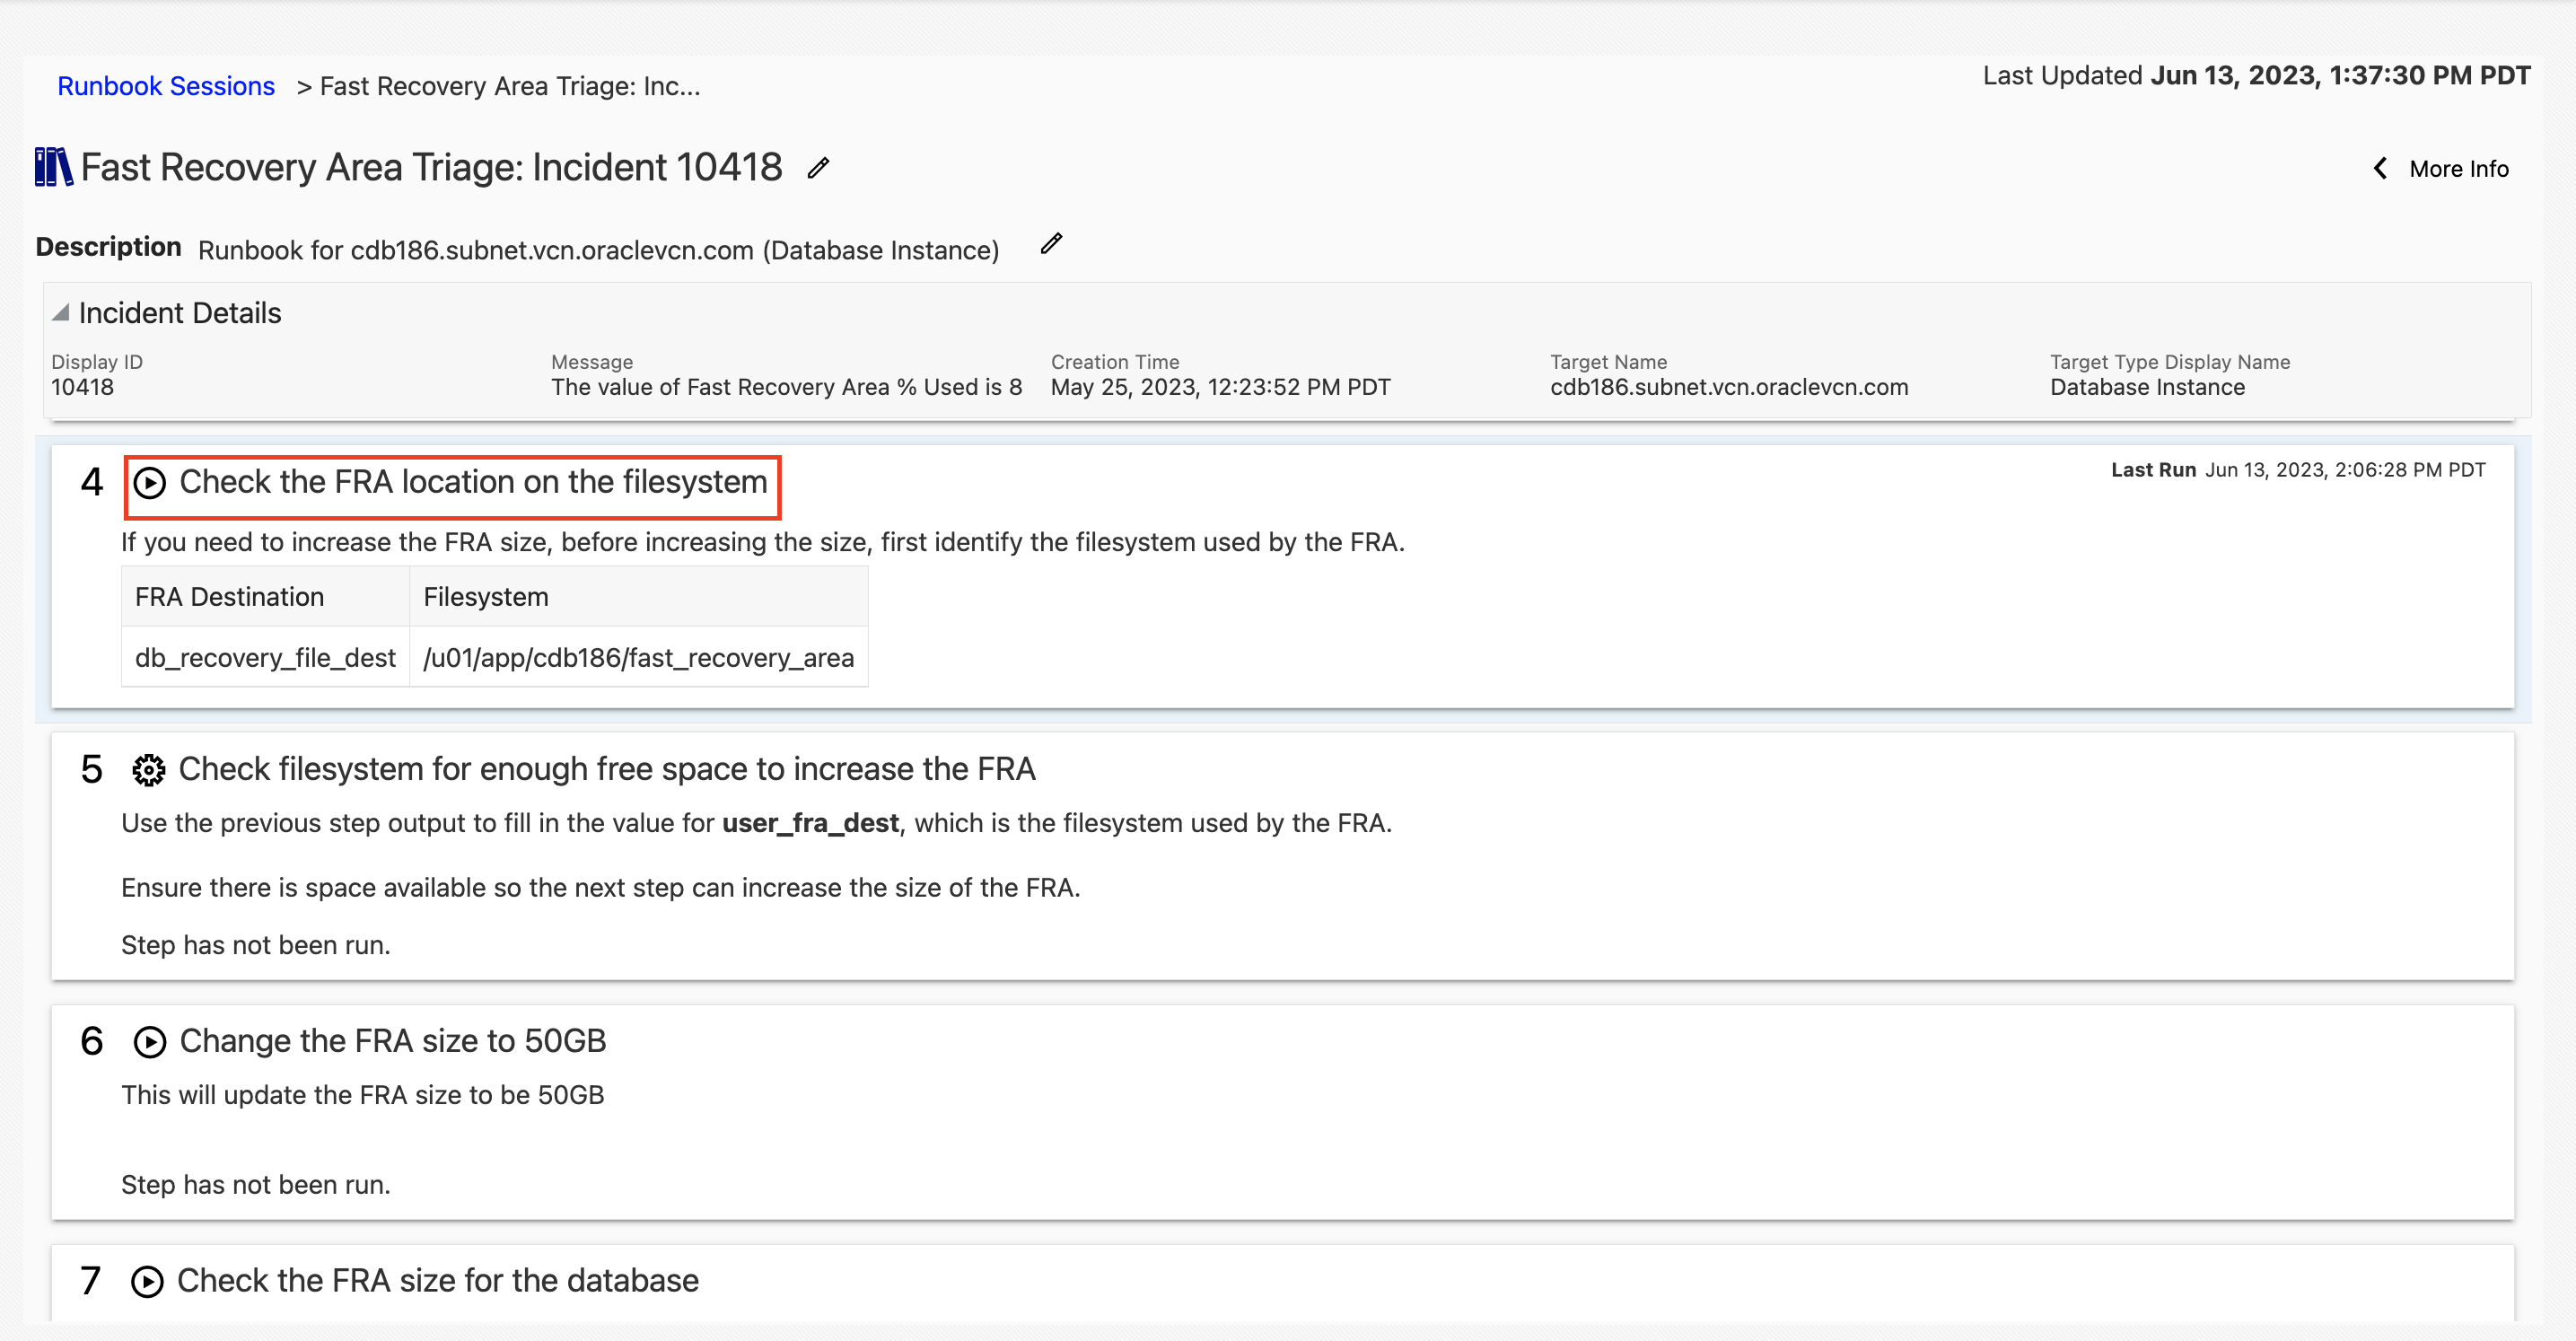 Last Updated Jun 13, 2023, 1:37:30 PM PDT
Runbook Sessions > Fast Recovery Area Triage: Inc...
Fast Recovery Area Triage: Incident 10418
More Info
Description Runbook for cdb186.subnet.vcn.oraclevcn.com (Database Instance)
Incident Details
Display ID Message Creation Time Target Name Target Type Display Name
10418 The value of Fast Recovery Area % Used is 8 May 25, 2023, 12:23:52 PM PDT cdb186.subnet.vcn.oraclevcn.com Database Instance
4 Check the FRA location on the filesystem Last Run Jun 13, 2023, 2:06:28 PM PDT
If you need to increase the FRA size, before increasing the size, first identify the filesystem used by the FRA.
FRA Destination Filesystem
db_recovery_file_dest /u01/app/cdb186/fast_recovery_area
5 Check filesystem for enough free space to increase the FRA
Use the previous step output to fill in the value for user_fra_dest, which is the filesystem used by the FRA.
Ensure there is space available so the next step can increase the size of the FRA.
Step has not been run.
6 Change the FRA size to 50GB
This will update the FRA size to be 50GB
Step has not been run.
7 Check the FRA size for the database